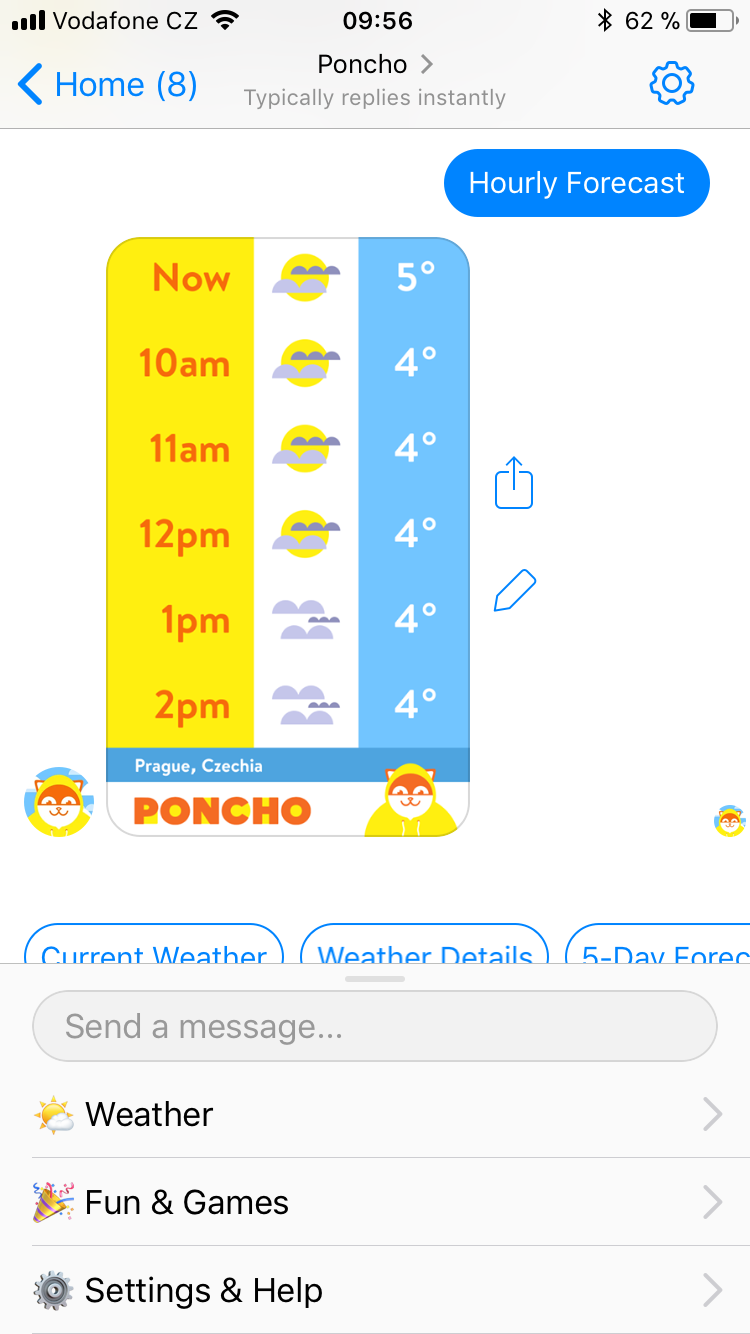 Vodafone CZ 09:56 62 %
Home (8) Poncho
Typically replies instantly
Hourly Forecast
Now 5°
10am 4°
11am 4°
12pm 4°
1pm 4°
2pm 4°
Prague, Czechia
PONCHO
Current Weather Weather Details 5-Day Forec
Send a message...
Weather
Fun & Games
Settings & Help